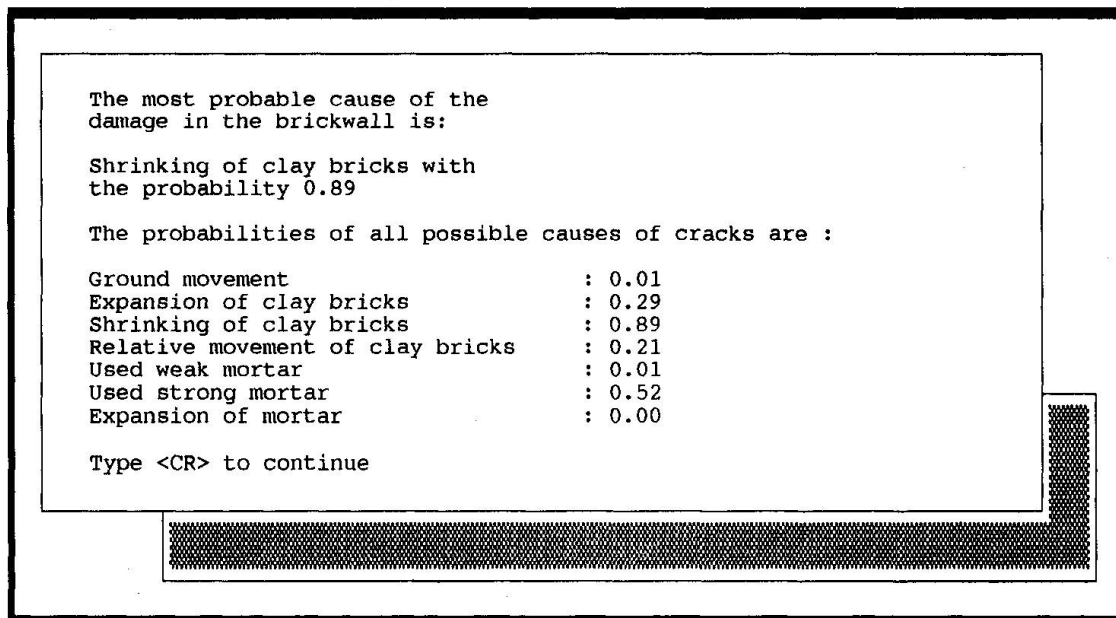 The most probable cause of the
damage in the brickwall is:
Shrinking of clay bricks with
the probability 0.89
The probabilities of all possible causes of cracks are :
Ground movement : 0.01
Expansion of clay bricks : 0.29
Shrinking of clay bricks : 0.89
Relative movement of clay bricks : 0.21
Used weak mortar : 0.01
Used strong mortar : 0.52
Expansion of mortar : 0.00
Type <CR> to continue